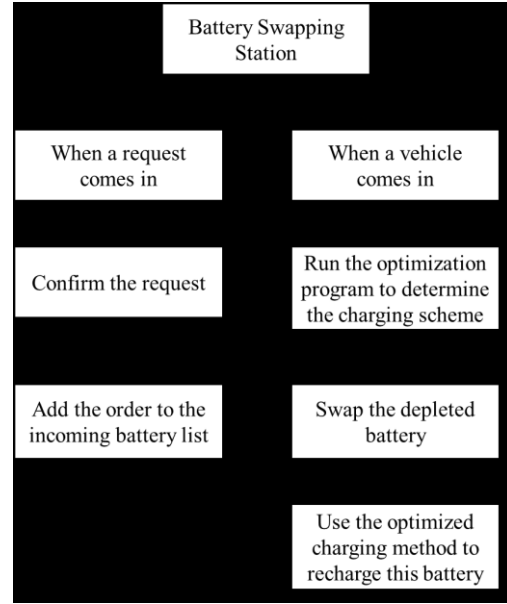 Battery Swapping
Station
When a request
comes in
When a vehicle
comes in
Confirm the request
Run the optimization
program to determine
the charging scheme
Add the order to the
incoming battery list
Swap the depleted
battery
Use the optimized
charging method to
recharge this battery